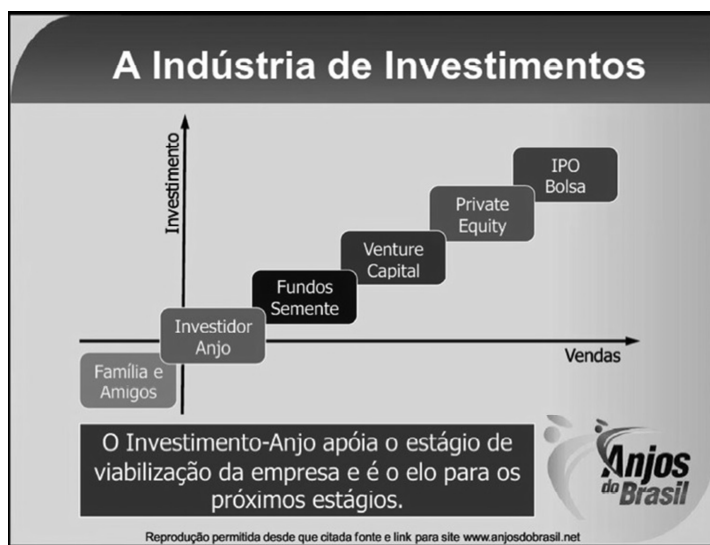 A Indústria de Investimentos
Investimento
IPO
Bolsa
Private
Equity
Venture
Capital
Fundos
Semente
Investidor
Anjo
Vendas
Família e
Amigos
O Investimento-Anjo apóia o estágio de
viabilização da empresa e é o elo para os
próximos estágios.
Anjos
do Brasil
Reprodução permitida desde que citada fonte e link para site www.anjosdobrasil.net